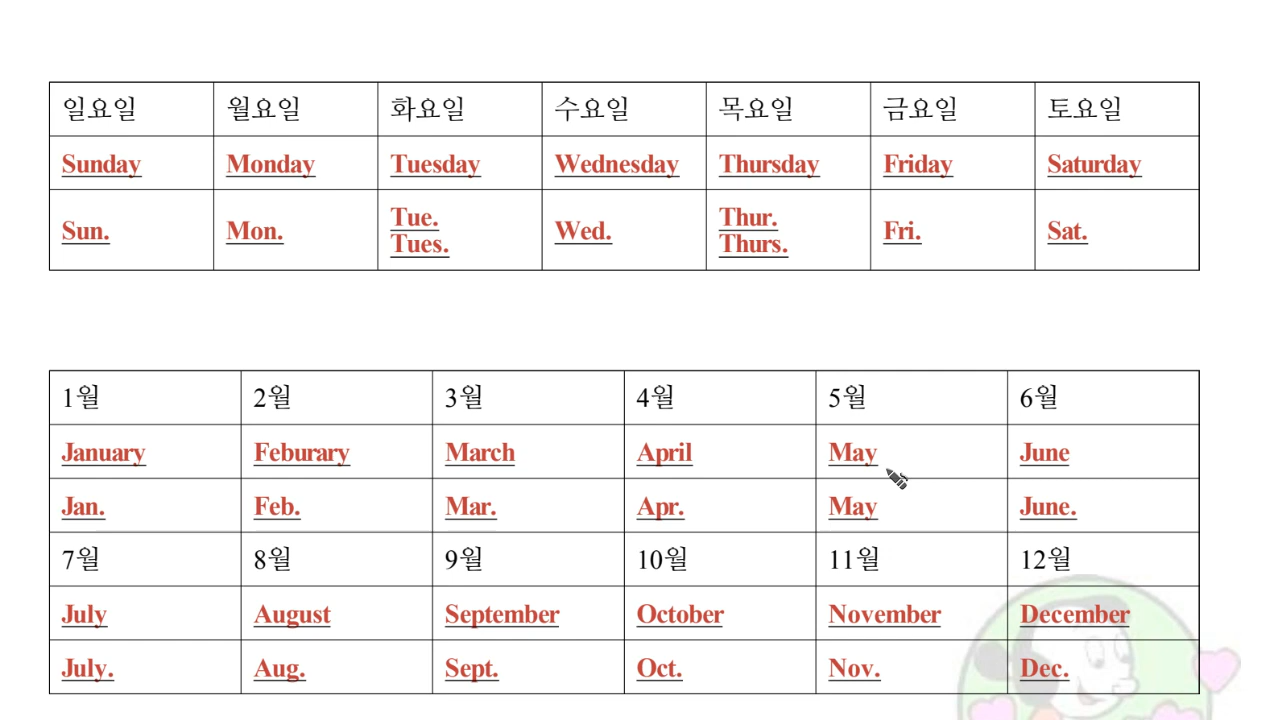 일요일 월요일 화요일 수요일 목요일 금요일 토요일
Sunday Monday Tuesday Wednesday Thursday Friday Saturday
Sun. Mon. Tue. Tues. Wed. Thur. Thurs. Fri. Sat.
1월 2월 3월 4월 5월 6월
January Feburary March April May June
Jan. Feb. Mar. Apr. May June.
7월 8월 9월 10월 11월 12월
July August September October November December
July. Aug. Sept. Oct. Nov. Dec.